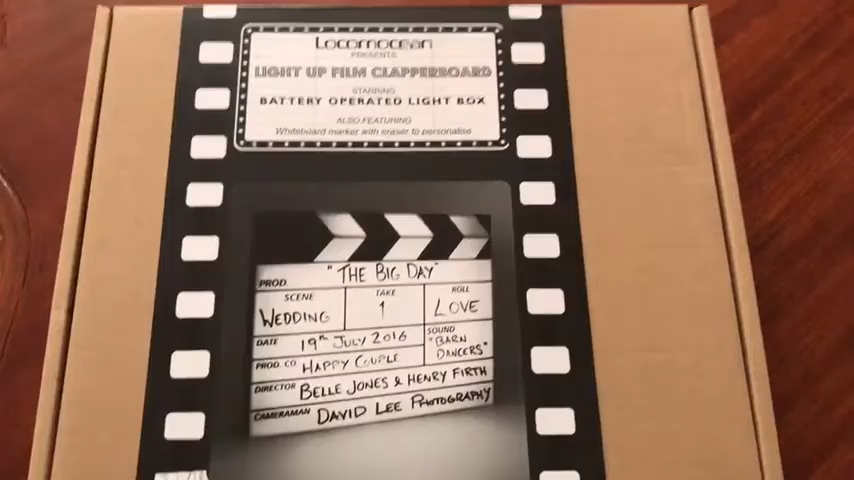 Locomocean
PRESENTS
LIGHT UP FILM CLAPPERBOARD
STARRING
BATTERY OPERATED LIGHT BOX
ALSO FEATURING
Whiteboard marker with eraser to personalise
PROD. "THE BIG DAY"
SCENE TAKE ROLL
WEDDING 1 LOVE
DATE 19th JULY 2016 SOUND "BARN DANCERS"
PROD. CO HAPPY COUPLE
DIRECTOR BELLE JONES & HENRY FIRTH
CAMERAMAN DAVID LEE PHOTOGRAPHY